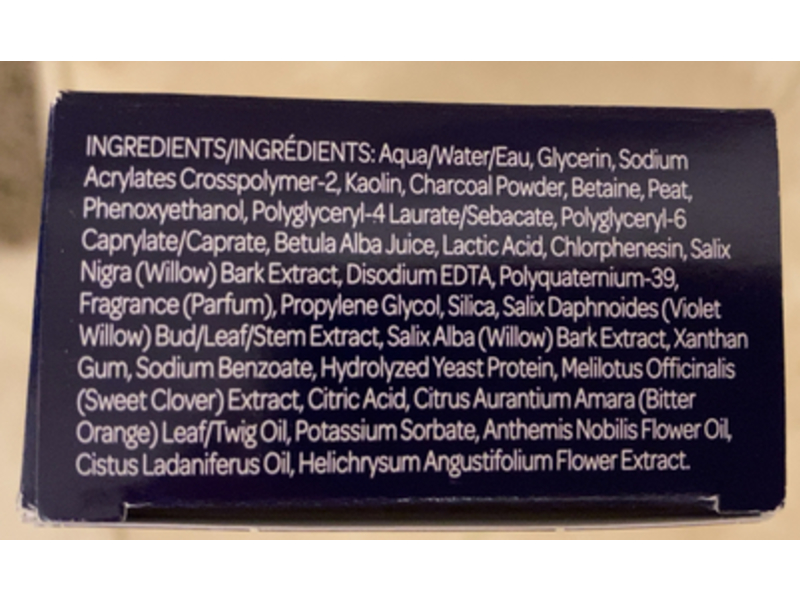 INGREDIENTS/INGRÉDIENTS: Aqua/Water/Eau, Glycerin, Sodium
Acrylates Crosspolymer-2, Kaolin, Charcoal Powder, Betaine, Peat,
Phenoxyethanol, Polyglyceryl-4 Laurate/Sebacate, Polyglyceryl-6
Caprylate/Caprate, Betula Alba Juice, Lactic Acid, Chlorphenesin, Salix
Nigra (Willow) Bark Extract, Disodium EDTA, Polyquaternium-39,
Fragrance (Parfum), Propylene Glycol, Silica, Salix Daphnoides (Violet
Willow) Bud/Leaf/Stem Extract, Salix Alba (Willow) Bark Extract, Xanthan
Gum, Sodium Benzoate, Hydrolyzed Yeast Protein, Melilotus Officinalis
(Sweet Clover) Extract, Citric Acid, Citrus Aurantium Amara (Bitter
Orange) Leaf/Twig Oil, Potassium Sorbate, Anthemis Nobilis Flower Oil,
Cistus Ladaniferus Oil, Helichrysum Angustifolium Flower Extract.